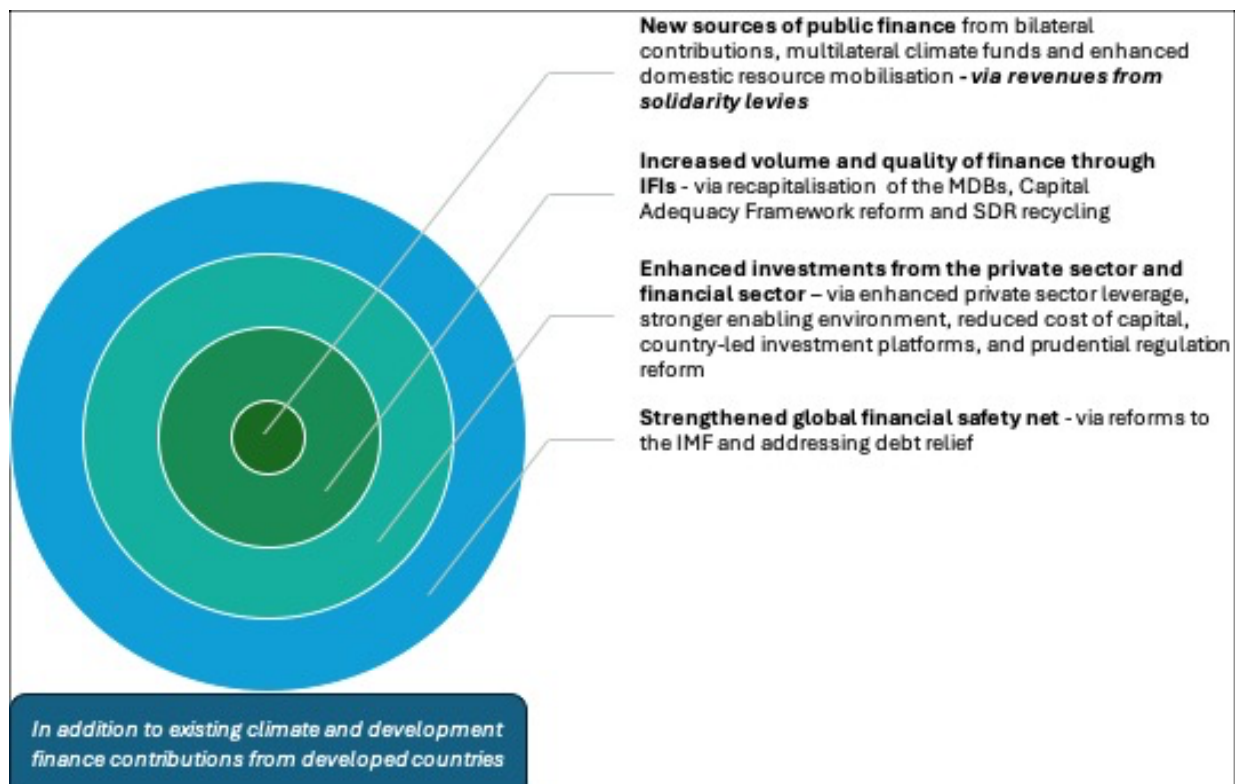 New sources of public finance from bilateral
contributions, multilateral climate funds and enhanced
domestic resource mobilisation - via revenues from
solidarity levies
Increased volume and quality of finance through
IFIs - via recapitalisation of the MDBs, Capital
Adequacy Framework reform and SDR recycling
Enhanced investments from the private sector and
financial sector – via enhanced private sector leverage,
stronger enabling environment, reduced cost of capital,
country-led investment platforms, and prudential regulation
reform
Strengthened global financial safety net - via reforms to
the IMF and addressing debt relief
In addition to existing climate and development
finance contributions from developed countries